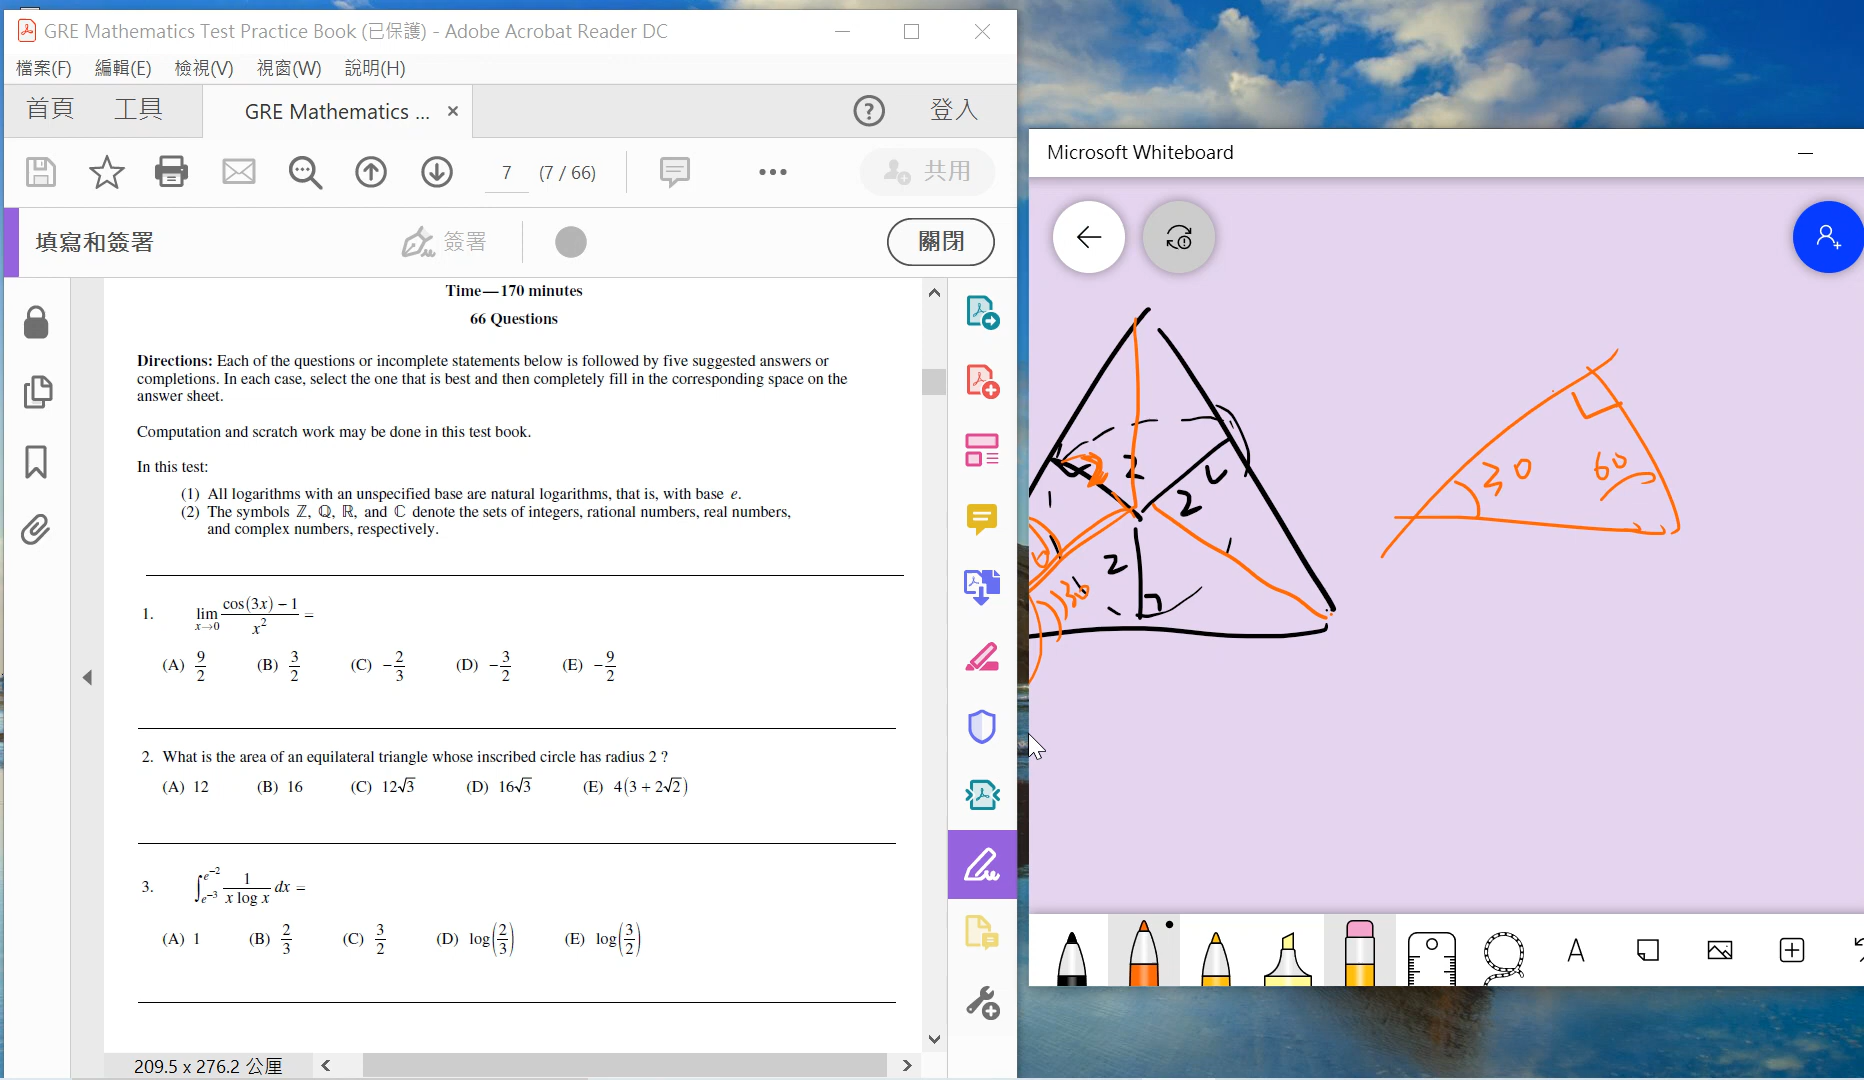 GRE Mathematics Test Practice Book (已保護) - Adobe Acrobat Reader DC
檔案(F) 編輯(E) 檢視(V) 視窗(W) 說明(H)
首頁 工具 GRE Mathematics ... × ? 登入
7 (7 / 66) 共用
填寫和簽署 簽署 關閉
Time—170 minutes
66 Questions
Directions: Each of the questions or incomplete statements below is followed by five suggested answers or
completions. In each case, select the one that is best and then completely fill in the corresponding space on the
answer sheet.
Computation and scratch work may be done in this test book.
In this test:
(1) All logarithms with an unspecified base are natural logarithms, that is, with base e.
(2) The symbols ℤ, ℚ, ℝ, and ℂ denote the sets of integers, rational numbers, real numbers,
and complex numbers, respectively.
1. lim x→0 (cos(3x) − 1)/x² =
(A) 9/2 (B) 3/2 (C) −2/3 (D) −3/2 (E) −9/2
2. What is the area of an equilateral triangle whose inscribed circle has radius 2 ?
(A) 12 (B) 16 (C) 12√3 (D) 16√3 (E) 4(3 + 2√2)
3. ∫ e⁻³ e⁻² 1/(x log x) dx =
(A) 1 (B) 2/3 (C) 3/2 (D) log(2/3) (E) log(3/2)
209.5 x 276.2 公厘
Microsoft Whiteboard
2
2
2
30
30 60
A